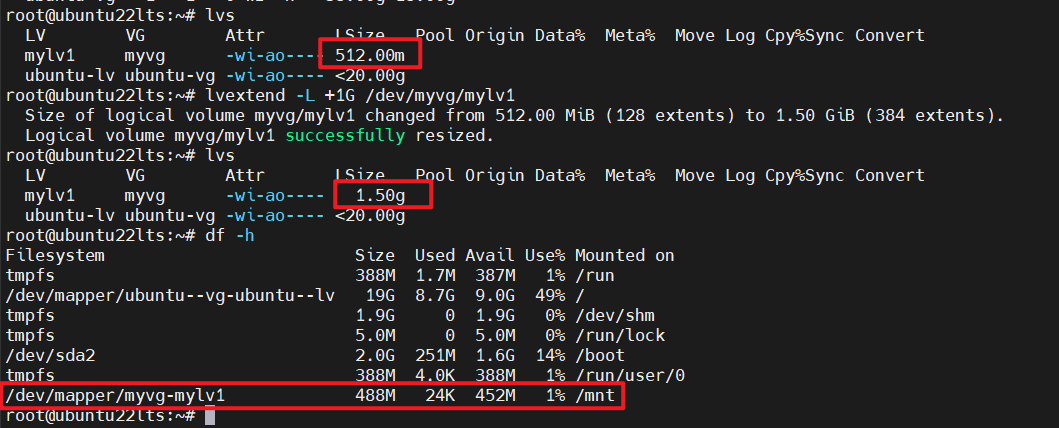 root@ubuntu22lts:~# lvs
LV VG Attr LSize Pool Origin Data% Meta% Move Log Cpy%Sync Convert
mylv1 myvg -wi-ao---- 512.00m
ubuntu-lv ubuntu-vg -wi-ao---- <20.00g
root@ubuntu22lts:~# lvextend -L +1G /dev/myvg/mylv1
Size of logical volume myvg/mylv1 changed from 512.00 MiB (128 extents) to 1.50 GiB (384 extents).
Logical volume myvg/mylv1 successfully resized.
root@ubuntu22lts:~# lvs
LV VG Attr LSize Pool Origin Data% Meta% Move Log Cpy%Sync Convert
mylv1 myvg -wi-ao---- 1.50g
ubuntu-lv ubuntu-vg -wi-ao---- <20.00g
root@ubuntu22lts:~# df -h
Filesystem Size Used Avail Use% Mounted on
tmpfs 388M 1.7M 387M 1% /run
/dev/mapper/ubuntu--vg-ubuntu--lv 19G 8.7G 9.0G 49% /
tmpfs 1.9G 0 1.9G 0% /dev/shm
tmpfs 5.0M 0 5.0M 0% /run/lock
/dev/sda2 2.0G 251M 1.6G 14% /boot
tmpfs 388M 4.0K 388M 1% /run/user/0
/dev/mapper/myvg-mylv1 488M 24K 452M 1% /mnt
root@ubuntu22lts:~#